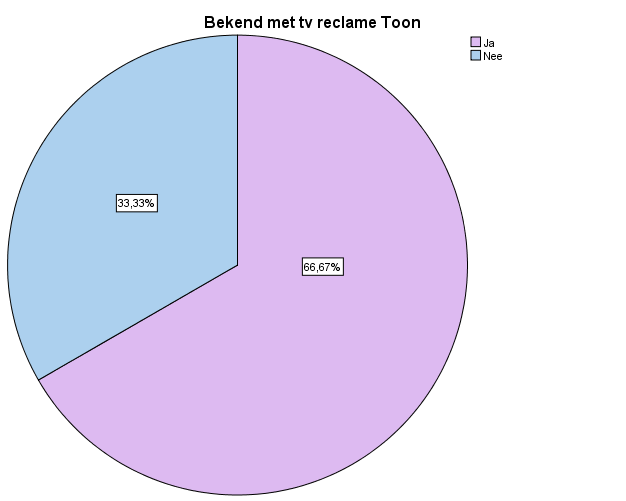 Bekend met tv reclame Toon
Ja
Nee
33,33%
66,67%